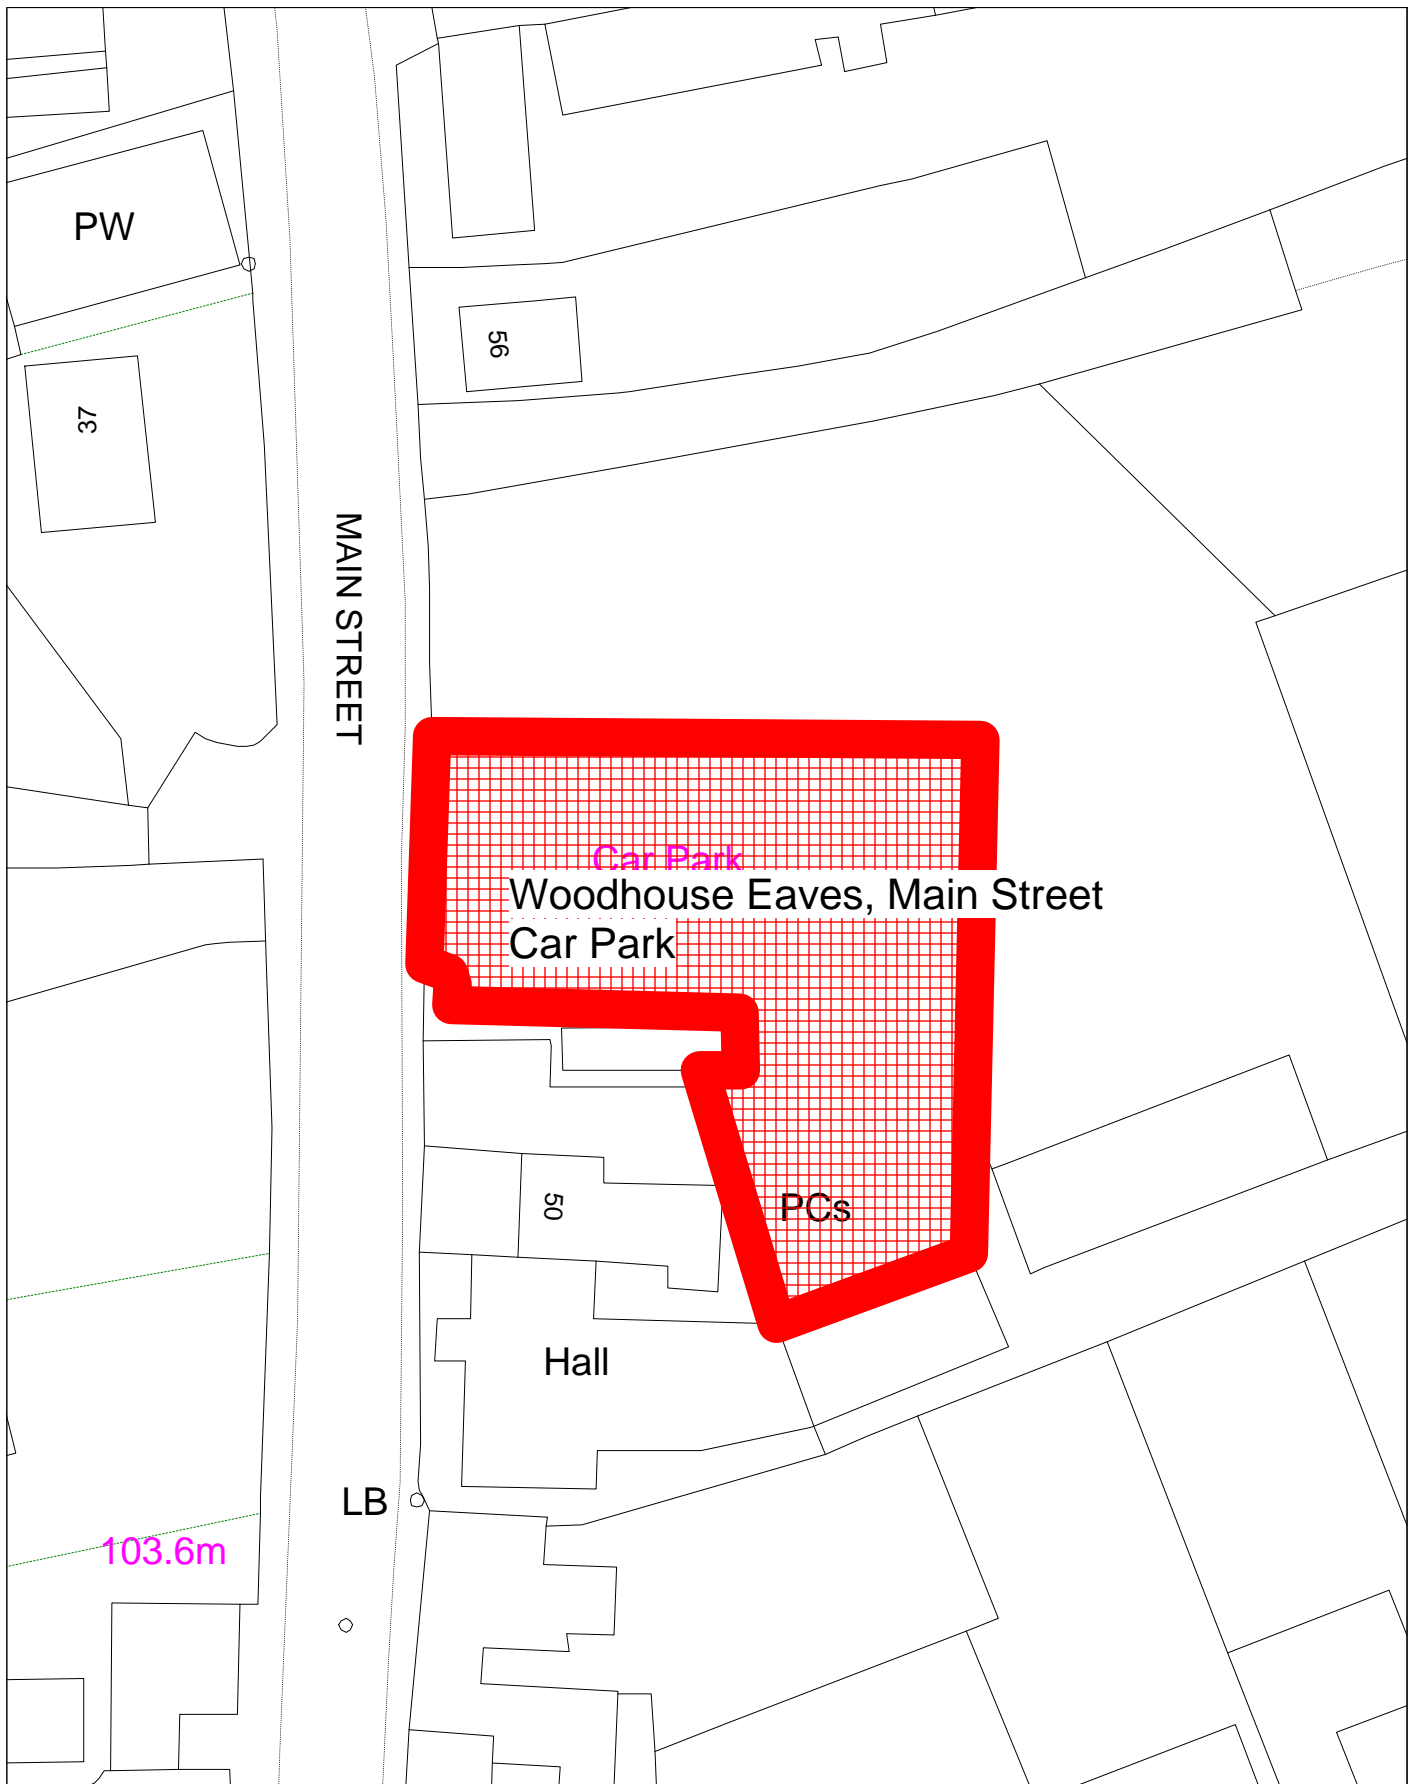 PW
56
37
MAIN STREET
Car Park
Woodhouse Eaves, Main Street
Car Park
50
PCs
Hall
LB
103.6m